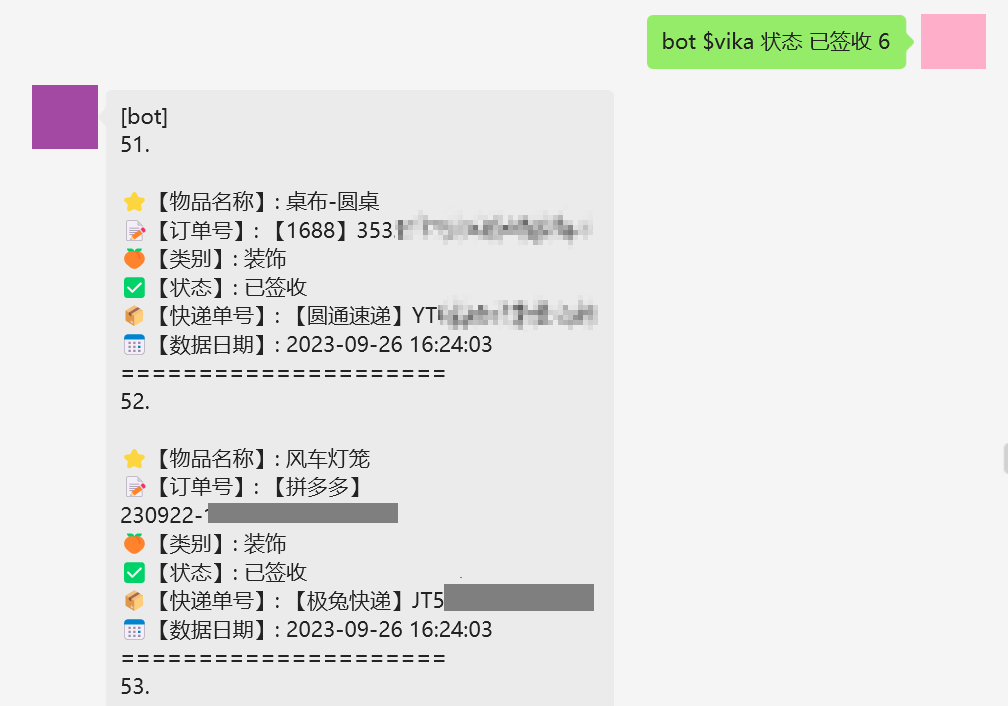 bot $vika 状态 已签收 6
[bot]
51.
⭐【物品名称】: 桌布-圆桌
📝【订单号】: 【1688】353
🍊【类别】: 装饰
✅【状态】: 已签收
📦【快递单号】: 【圆通速递】YT
📅【数据日期】: 2023-09-26 16:24:03
=====================
52.
⭐【物品名称】: 风车灯笼
📝【订单号】: 【拼多多】
230922-
🍊【类别】: 装饰
✅【状态】: 已签收
📦【快递单号】: 【极兔快递】JT5
📅【数据日期】: 2023-09-26 16:24:03
=====================
53.